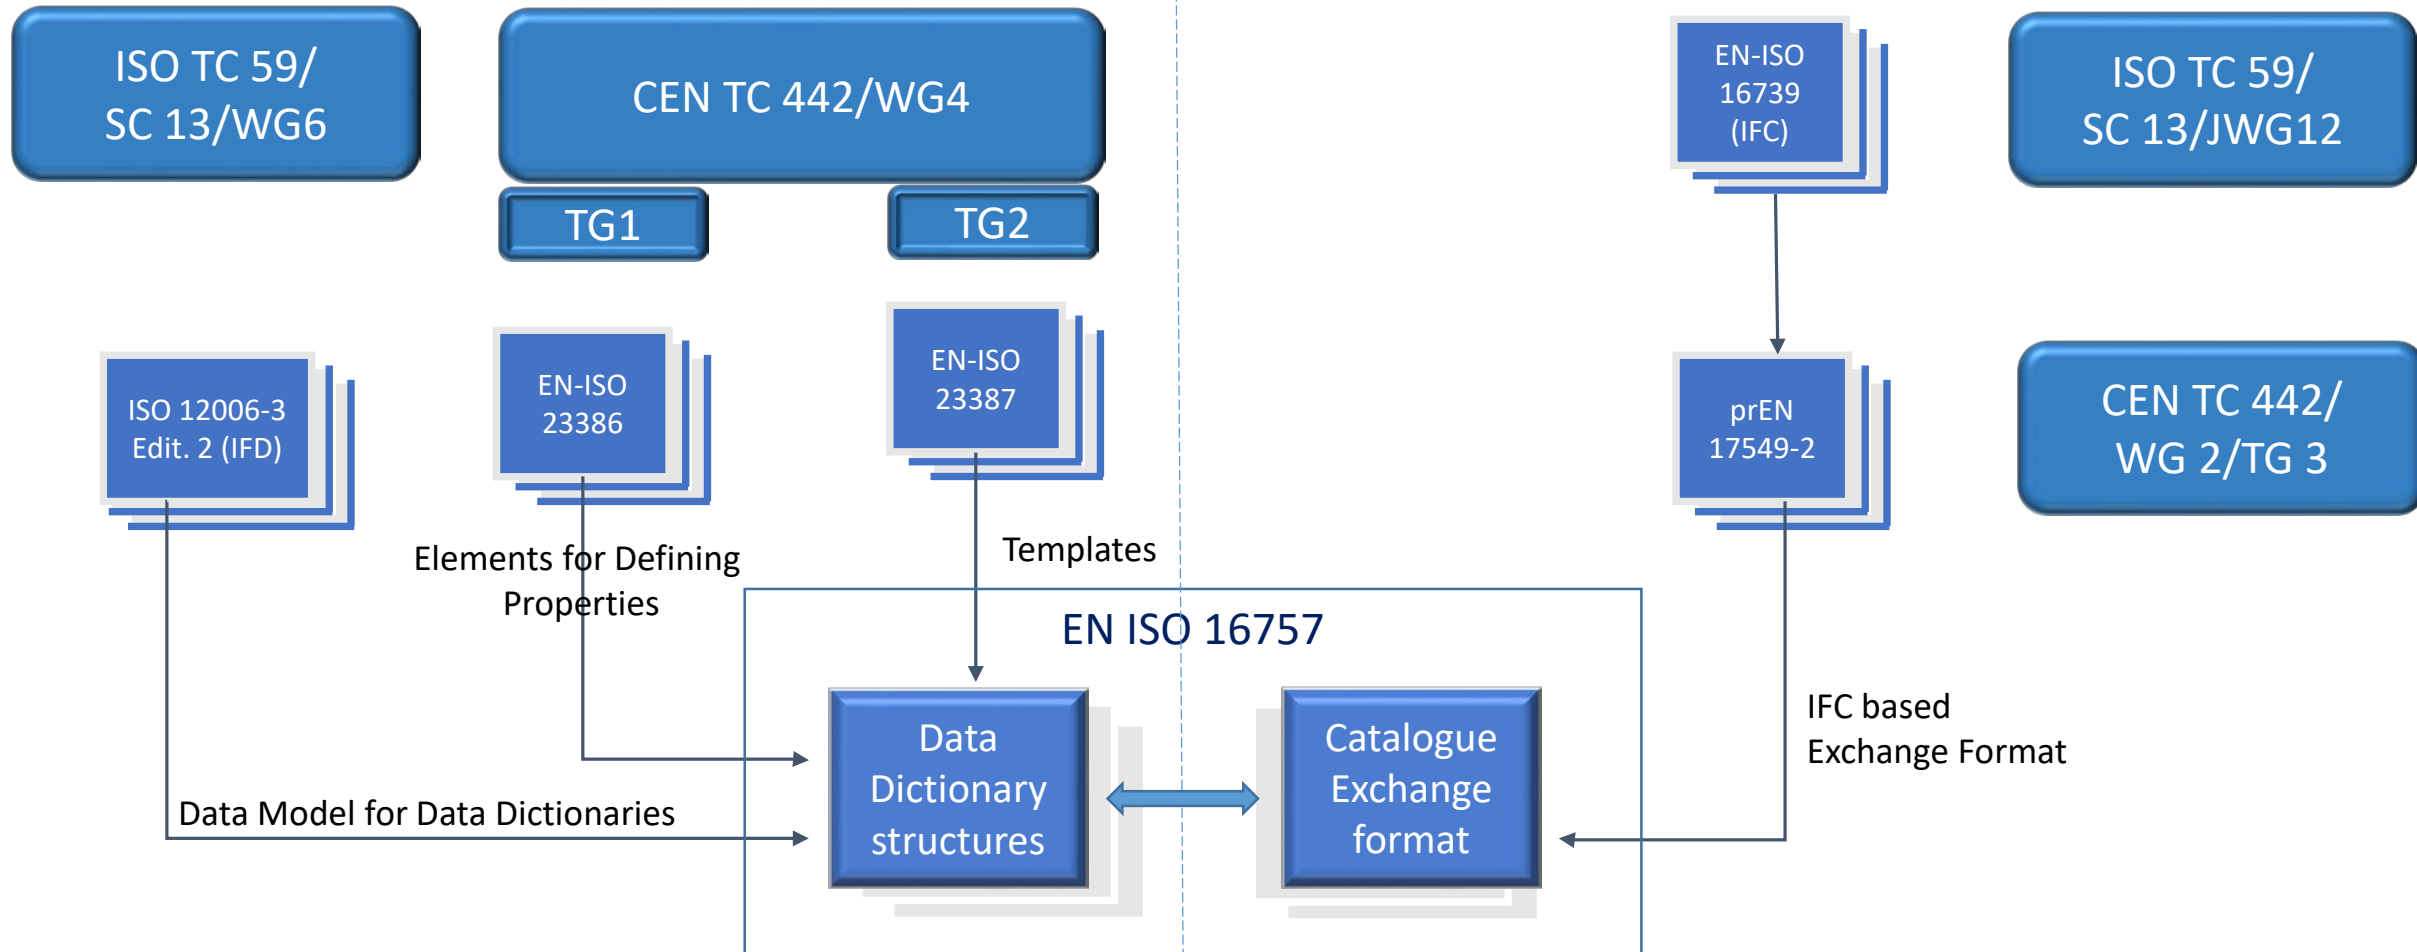 ISO TC 59/
SC 13/WG6
CEN TC 442/WG4
TG1
TG2
EN-ISO
16739
(IFC)
ISO TC 59/
SC 13/JWG12
ISO 12006-3
Edit. 2 (IFD)
EN-ISO
23386
EN-ISO
23387
prEN
17549-2
CEN TC 442/
WG 2/TG 3
Elements for Defining
Properties
Templates
EN ISO 16757
Data Model for Data Dictionaries
Data
Dictionary
structures
Catalogue
Exchange
format
IFC based
Exchange Format